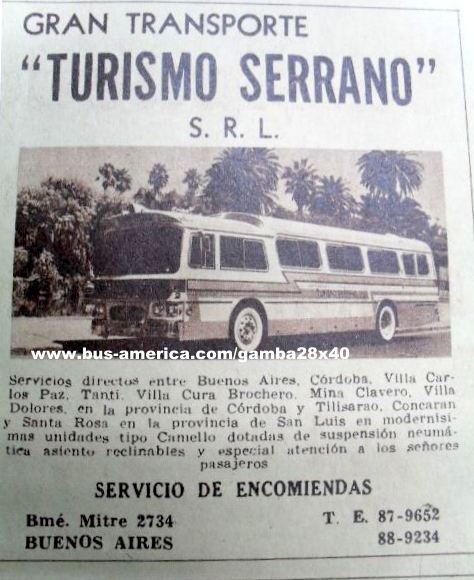 GRAN TRANSPORTE
"TURISMO SERRANO"
S. R. L.
www.bus-america.com/gamba28x40
Servicios directos entre Buenos Aires, Córdoba, Villa Car-
los Paz, Tanti, Villa Cura Brochero, Mina Clavero, Villa
Dolores, en la provincia de Córdoba y Tilisarao, Concaran
y Santa Rosa en la provincia de San Luis en modernísi-
mas unidades tipo Camello dotadas de suspensión neumá-
tica asiento reclinables y especial atención a los señores
pasajeros
SERVICIO DE ENCOMIENDAS
Bmé. Mitre 2734 T. E. 87-9652
BUENOS AIRES 88-9234